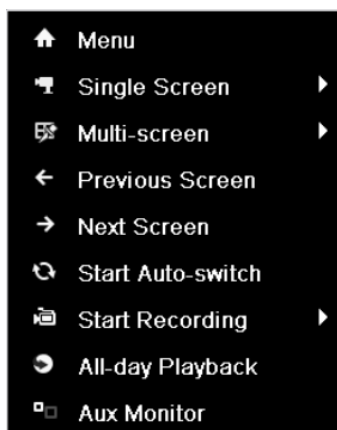 Menu
Single Screen
Multi-screen
Previous Screen
Next Screen
Start Auto-switch
Start Recording
All-day Playback
Aux Monitor